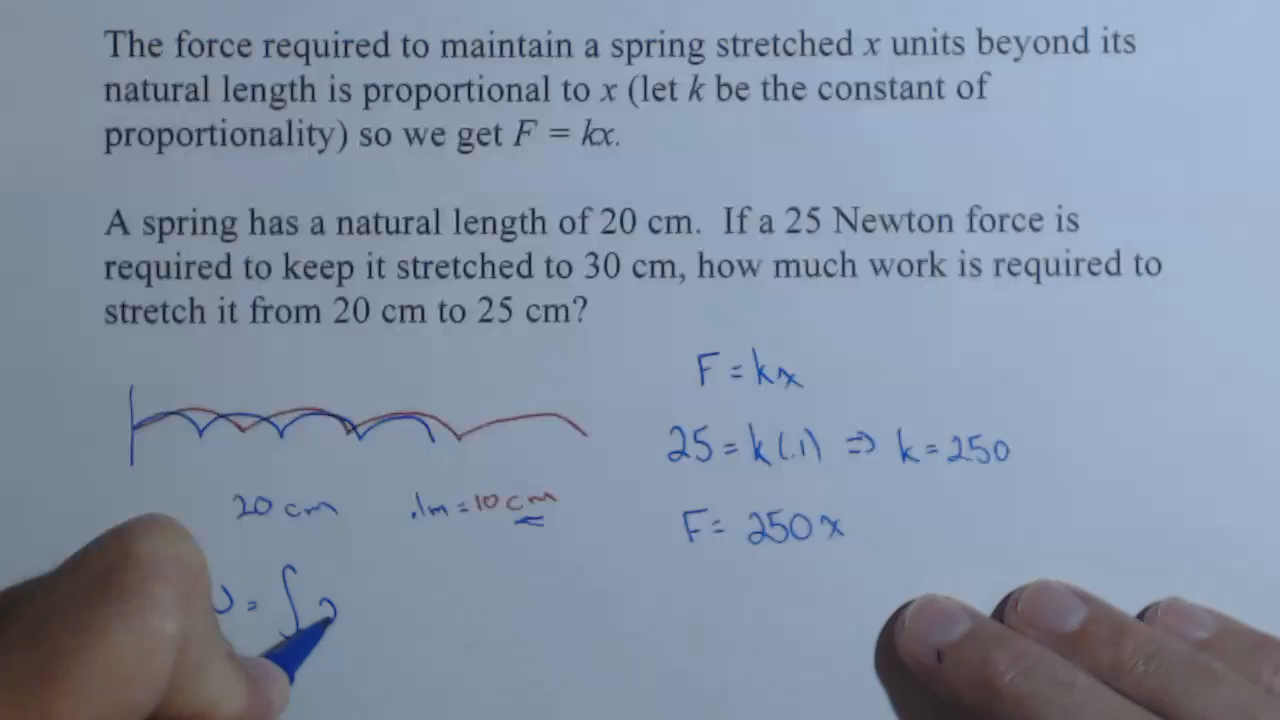 The force required to maintain a spring stretched x units beyond its
natural length is proportional to x (let k be the constant of
proportionality) so we get F = kx.
A spring has a natural length of 20 cm. If a 25 Newton force is
required to keep it stretched to 30 cm, how much work is required to
stretch it from 20 cm to 25 cm?
F = kx
25 = k(.1) ⇒ k = 250
20 cm .1m = 10 cm
F = 250x
= ∫